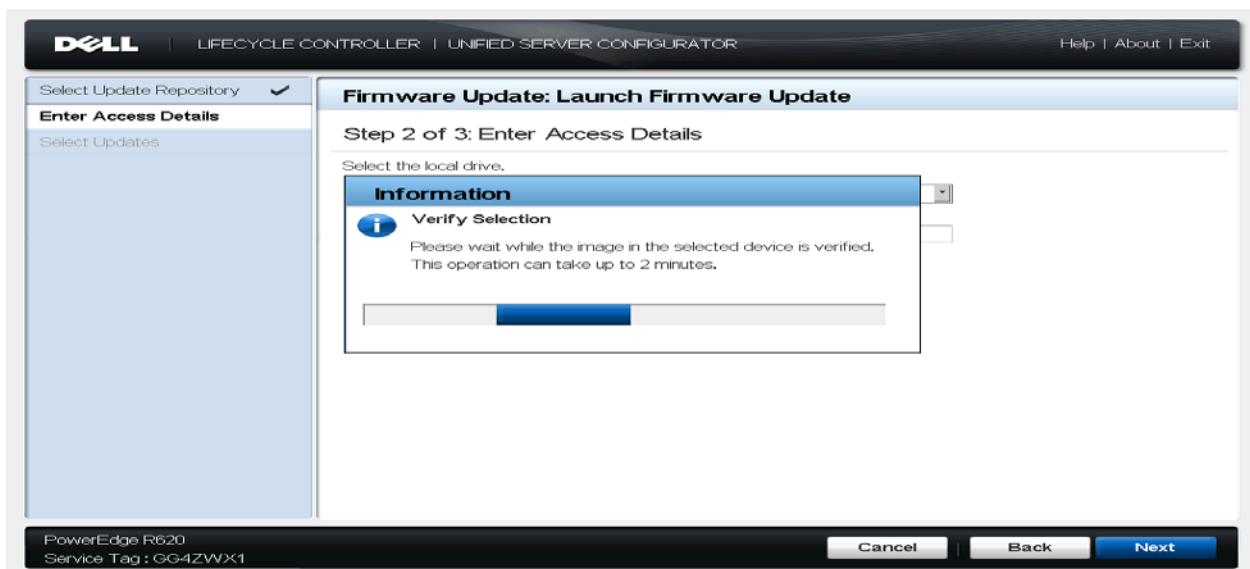 DELL | LIFECYCLE CONTROLLER | UNIFIED SERVER CONFIGURATOR Help | About | Exit
Select Update Repository
Enter Access Details
Select Updates
Firmware Update: Launch Firmware Update
Step 2 of 3: Enter Access Details
Select the local drive.
Information
Verify Selection
Please wait while the image in the selected device is verified.
This operation can take up to 2 minutes.
PowerEdge R620
Service Tag : GG4ZWX1
Cancel | Back Next